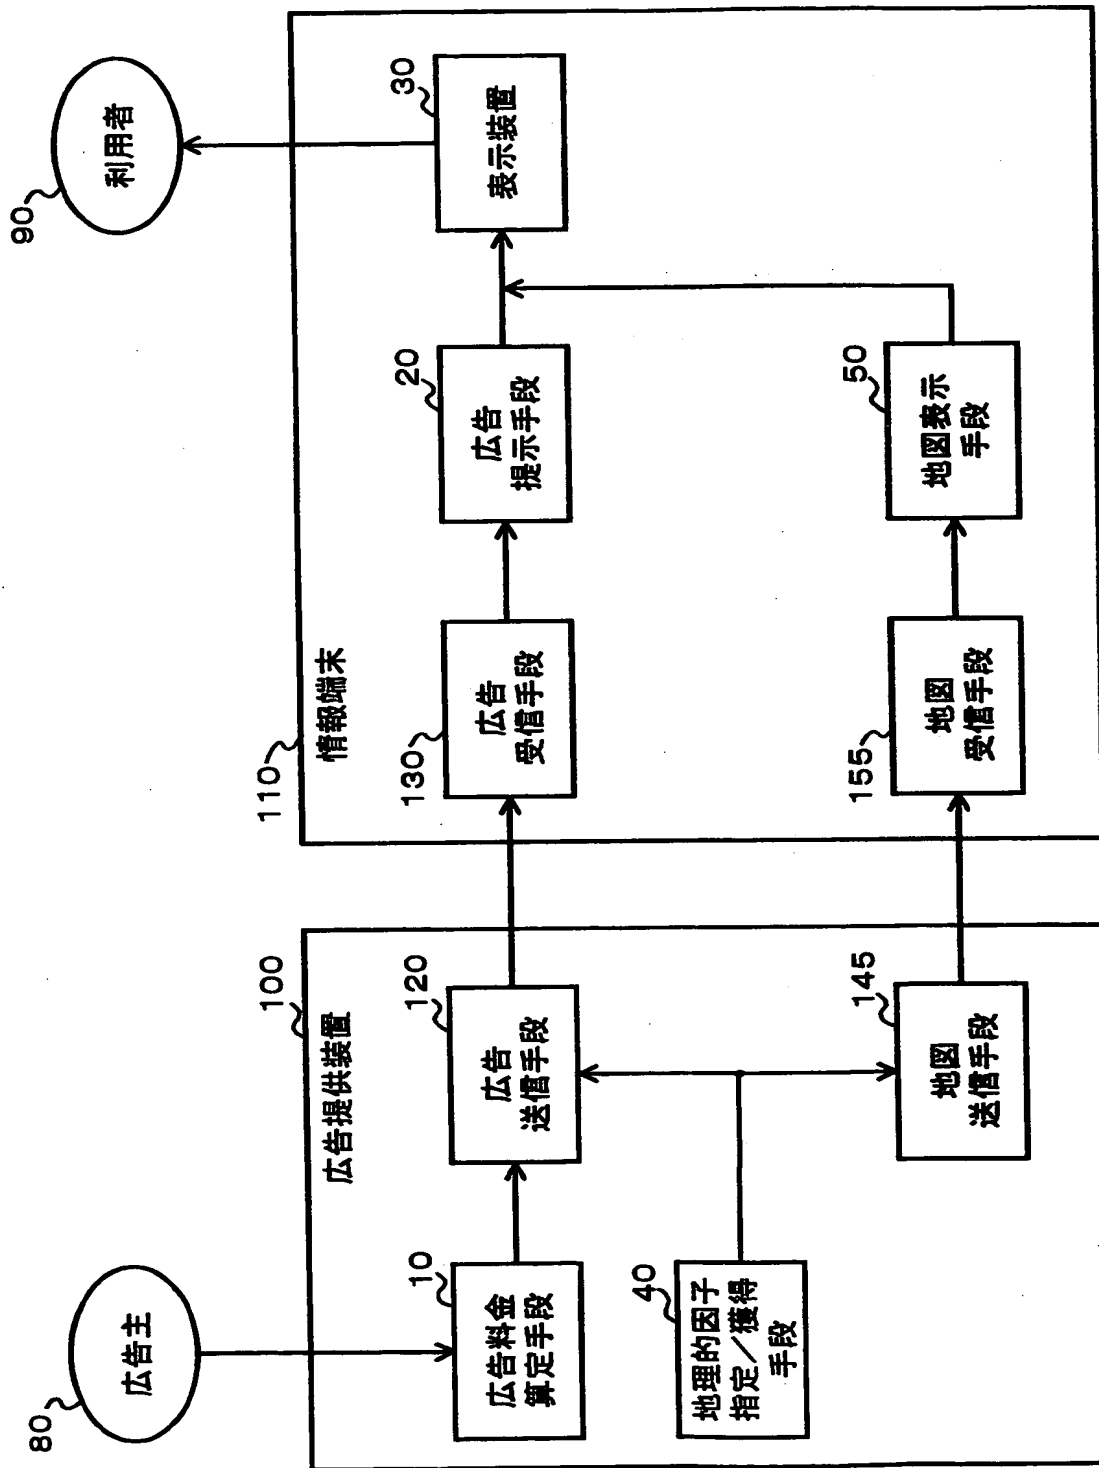 80
広告主
90
利用者
100
広告提供装置
110
情報端末
10
広告料金
算定手段
120
広告
送信手段
130
広告
受信手段
20
広告
提示手段
30
表示装置
40
地理的因子
指定/獲得
手段
145
地図
送信手段
155
地図
受信手段
50
地図表示
手段